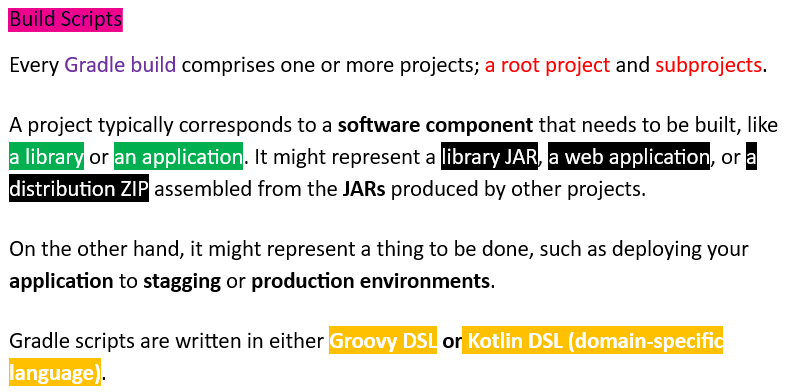 Build Scripts
Every Gradle build comprises one or more projects; a root project and subprojects.
A project typically corresponds to a software component that needs to be built, like
a library or an application. It might represent a library JAR, a web application, or a
distribution ZIP assembled from the JARs produced by other projects.
On the other hand, it might represent a thing to be done, such as deploying your
application to stagging or production environments.
Gradle scripts are written in either Groovy DSL or Kotlin DSL (domain-specific
language).